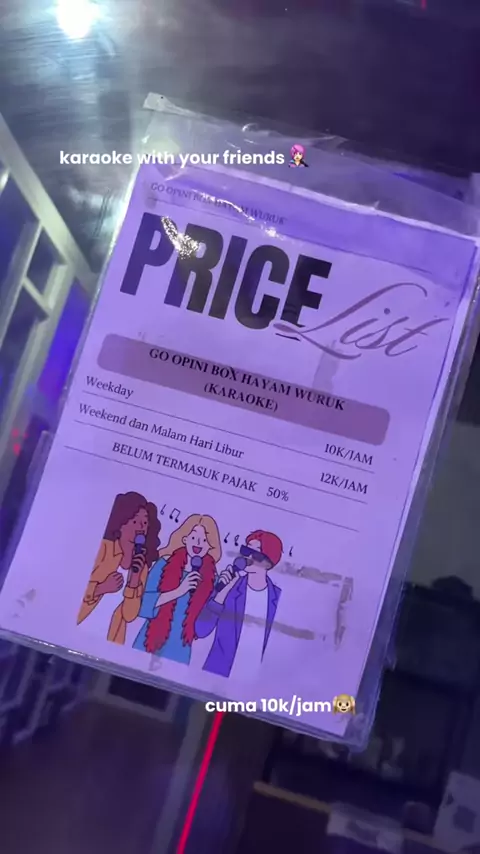 karaoke with your friends
GO OPINI BOX HAYAM WURUK
PRICE List
GO OPINI BOX HAYAM WURUK
(KARAOKE)
Weekday 10K/JAM
Weekend dan Malam Hari Libur 12K/JAM
BELUM TERMASUK PAJAK 50%
cuma 10k/jam